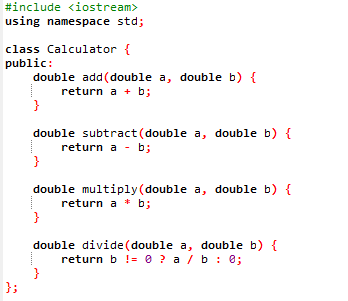 #include <iostream>
using namespace std;

class Calculator {
public:
    double add(double a, double b) {
        return a + b;
    }

    double subtract(double a, double b) {
        return a - b;
    }

    double multiply(double a, double b) {
        return a * b;
    }

    double divide(double a, double b) {
        return b != 0 ? a / b : 0;
    }
};